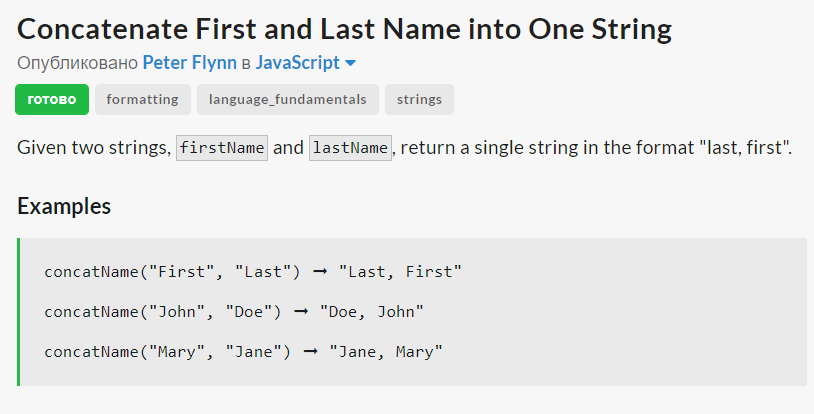 Concatenate First and Last Name into One String
Опубликовано Peter Flynn в JavaScript
готово formatting language_fundamentals strings
Given two strings, firstName and lastName, return a single string in the format "last, first".
Examples
concatName("First", "Last") ➞ "Last, First"
concatName("John", "Doe") ➞ "Doe, John"
concatName("Mary", "Jane") ➞ "Jane, Mary"